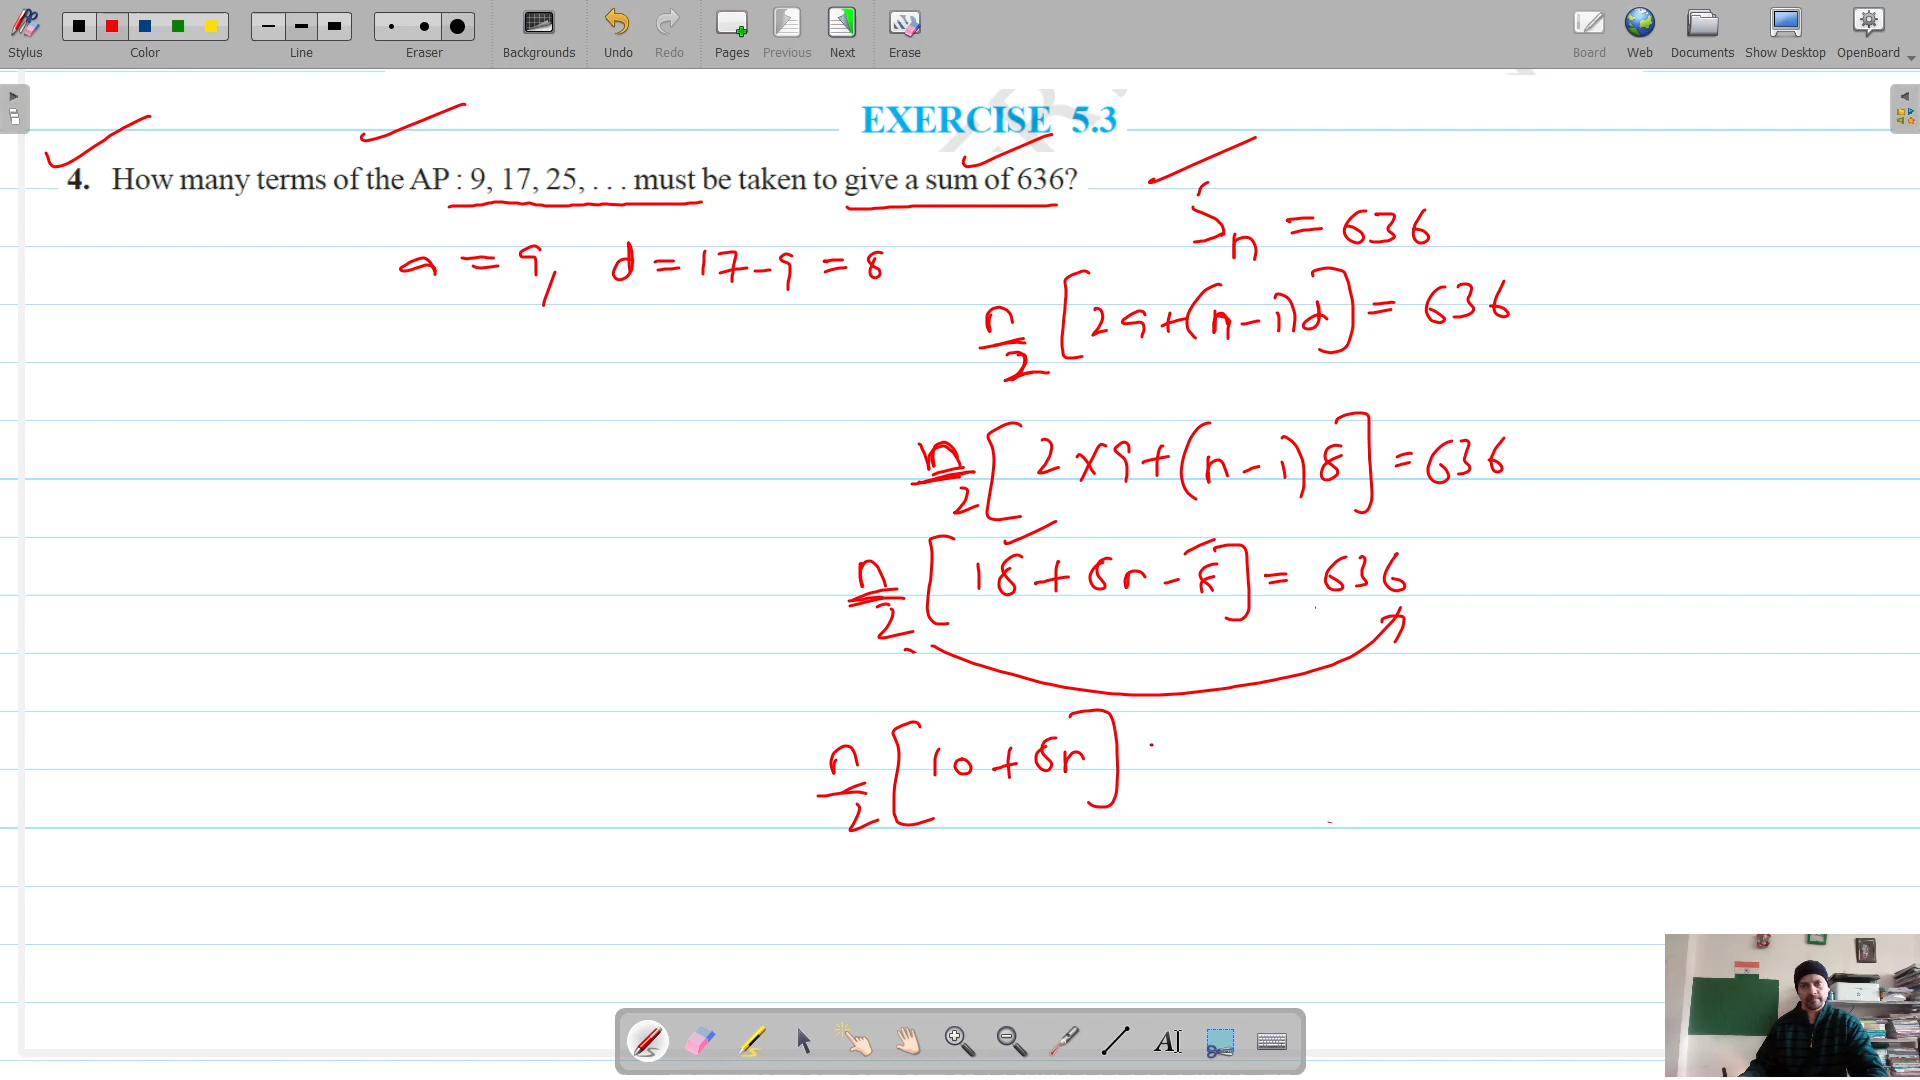 Stylus Color Line Eraser Backgrounds Undo Redo Pages Previous Next Erase Board Web Documents Show Desktop OpenBoard
EXERCISE 5.3
4. How many terms of the AP : 9, 17, 25, . . . must be taken to give a sum of 636?
Sn = 636
a = 9, d = 17 - 9 = 8
n/2 [2a + (n - 1)d] = 636
n/2 [2 × 9 + (n - 1) 8] = 636
n/2 [18 + 8n - 8] = 636
n/2 [10 + 8n]